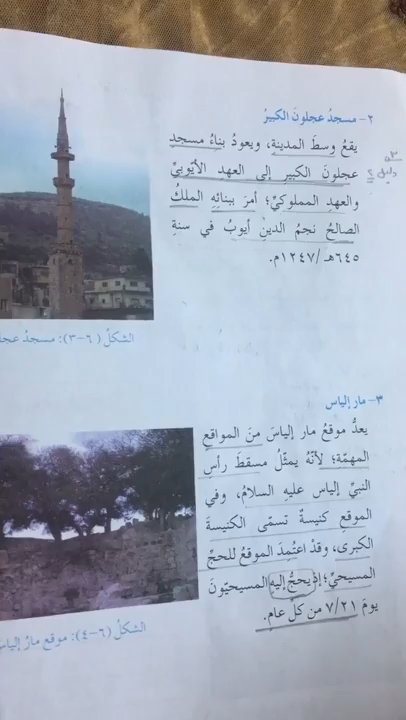 ٢- مسجدُ عجلونَ الكبيرُ
يقعُ وسطَ المدينةِ، ويعودُ بناءُ مسجدِ
عجلونَ الكبيرِ إلى العهدِ الأيّوبيِّ
والعهدِ المملوكيِّ؛ أمرَ ببنائِهِ الملكُ
الصالحُ نجمُ الدينِ أيوبُ في سنةِ
٦٤٥هـ/١٢٤٧م.
الشكلُ (٦-٣): مسجدُ عجلو
٣- مار إلياس
يعدُّ موقعُ مار إلياسَ منَ المواقعِ
المهمّةِ؛ لأنّهُ يمثّلُ مسقطَ رأسِ
النبيِّ إلياس عليهِ السلامُ، وفي
الموقعِ كنيسةٌ تسمّى الكنيسةَ
الكبرى، وقدْ اعتُمِدَ الموقعُ للحجِّ
المسيحيِّ؛ إذْ يحجُّ إليهِ المسيحيّونَ
يومَ ٧/٢١ من كلِّ عامٍ.
الشكلُ (٦-٤): موقع مارُ إلياس